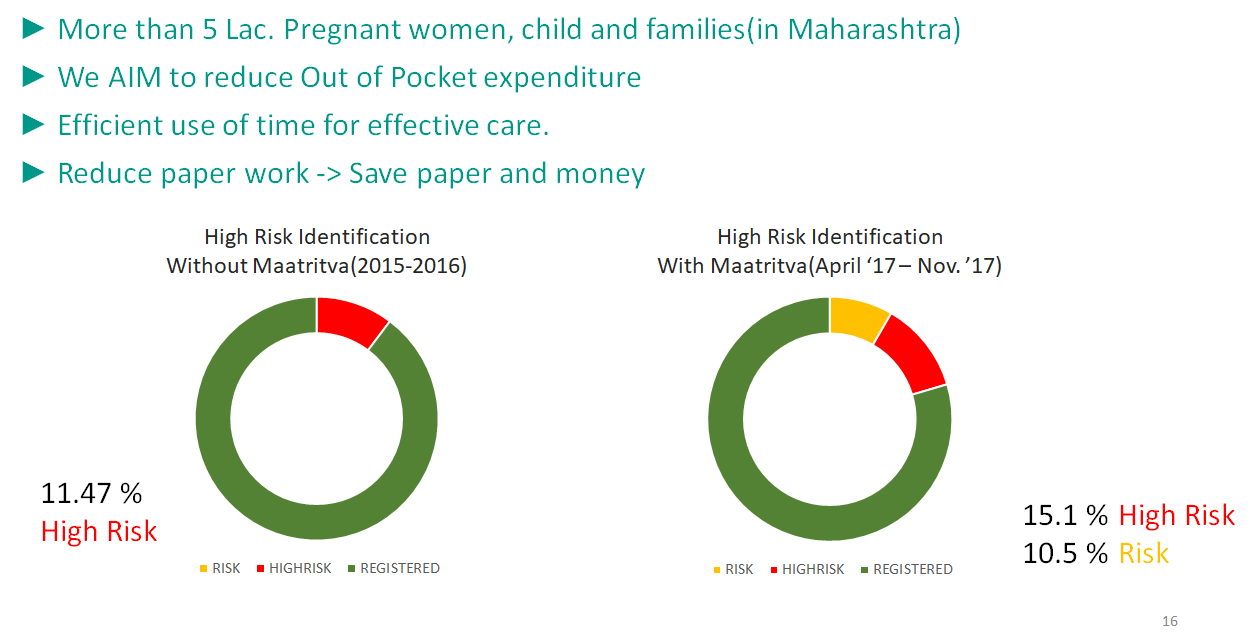 ► More than 5 Lac. Pregnant women, child and families(in Maharashtra)
► We AIM to reduce Out of Pocket expenditure
► Efficient use of time for effective care.
► Reduce paper work -> Save paper and money
High Risk Identification
Without Maatritva(2015-2016)
11.47 %
High Risk
RISK HIGHRISK REGISTERED
High Risk Identification
With Maatritva(April ‘17 – Nov. ’17)
15.1 % High Risk
10.5 % Risk
RISK HIGHRISK REGISTERED
16